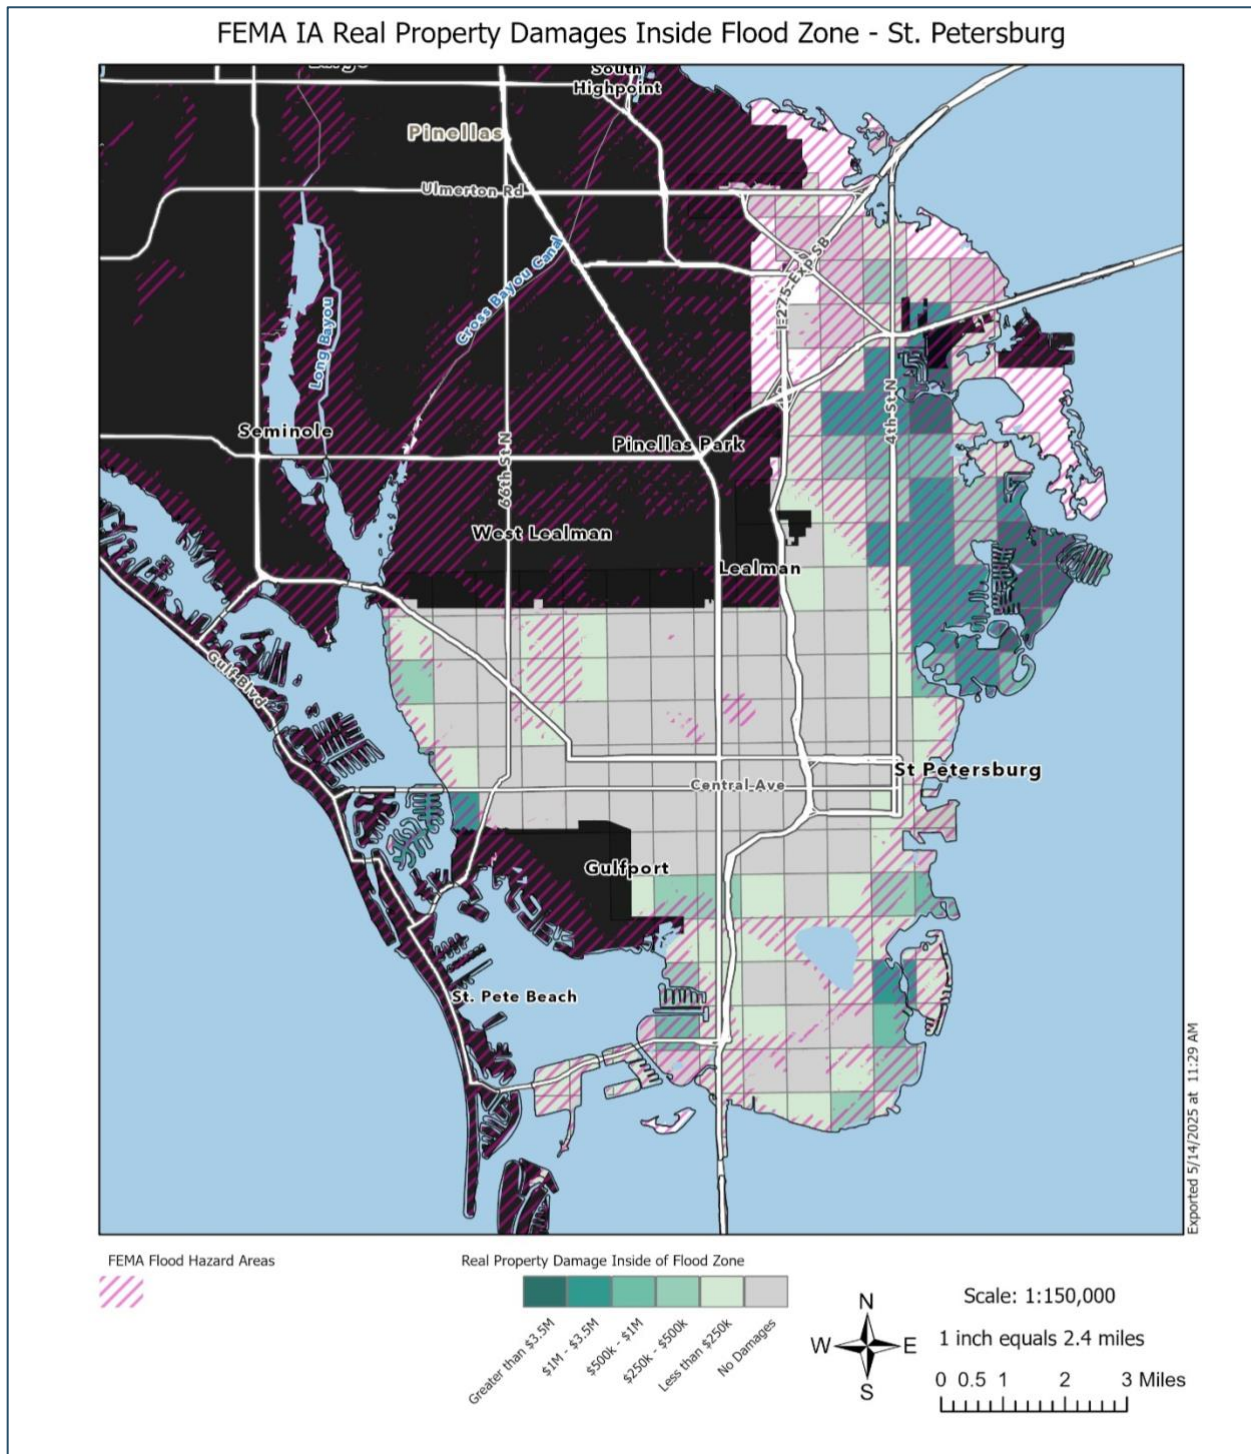 FEMA IA Real Property Damages Inside Flood Zone - St. Petersburg
Largo
South
Highpoint
Pinellas
Ulmerton Rd
Cross Bayou Canal
I-275-Exp SB
Long Bayou
4th St N
Seminole
Pinellas Park
66th St N
West Lealman
Lealman
Gulf Blvd
St Petersburg
Central Ave
Gulfport
St. Pete Beach
Exported 5/14/2025 at 11:29 AM
FEMA Flood Hazard Areas
Real Property Damage Inside of Flood Zone
Greater than $3.5M
$1M - $3.5M
$500k - $1M
$250k - $500k
Less than $250k
No Damages
N
W E
S
Scale: 1:150,000
1 inch equals 2.4 miles
0 0.5 1 2 3 Miles